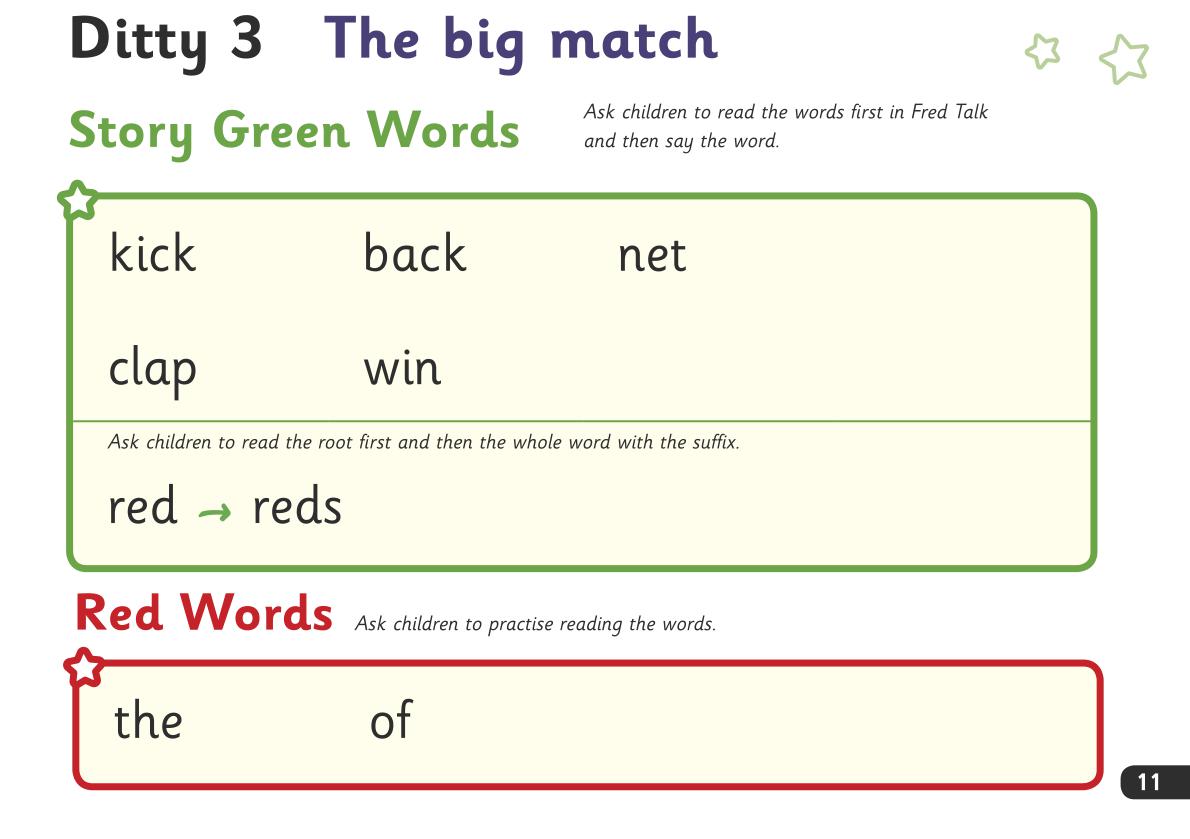 Ditty 3 The big match
Story Green Words
Ask children to read the words first in Fred Talk
and then say the word.
kick back net
clap win
Ask children to read the root first and then the whole word with the suffix.
red → reds
Red Words Ask children to practise reading the words.
the of
11